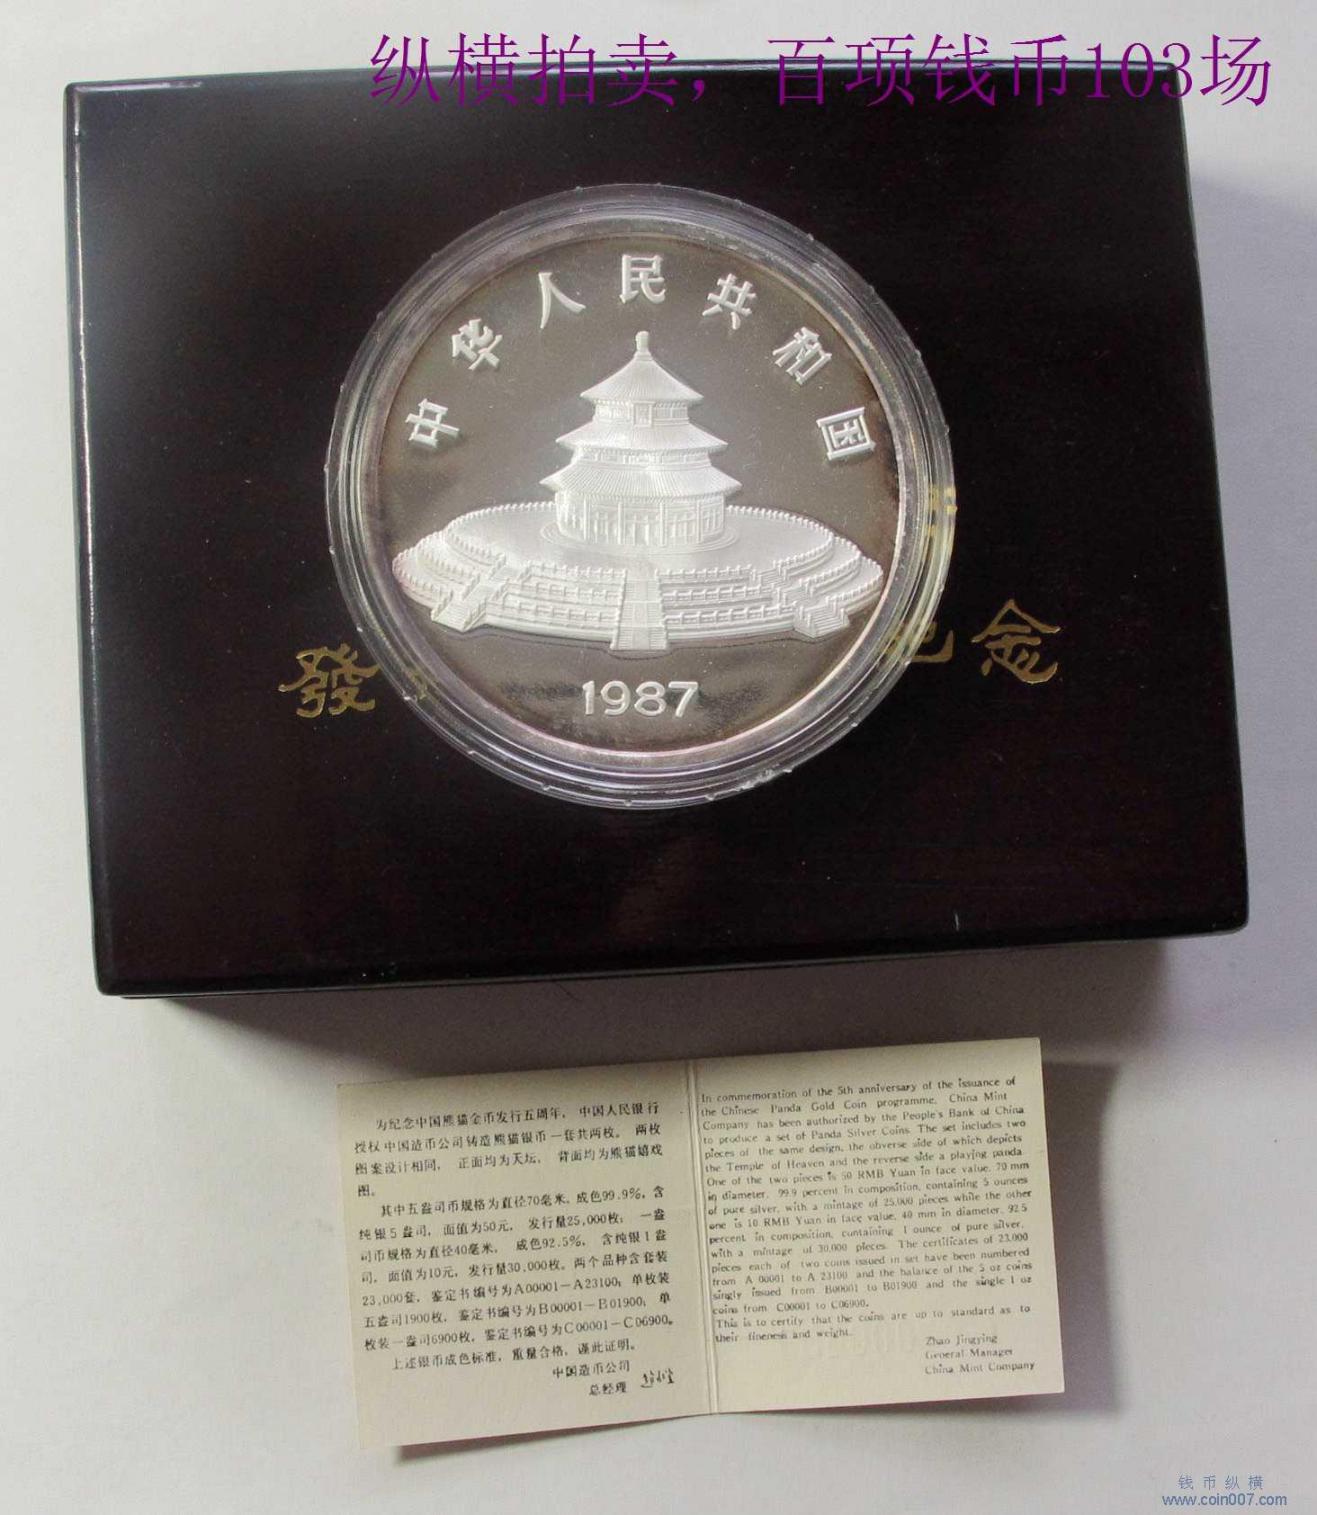 纵横拍卖，百项钱币103场
中华人民共和国
1987
發
纪念
为纪念中国熊猫金币发行五周年，中国人民银行
授权中国造币公司铸造熊猫银币一套共两枚。两枚
图案设计相同，正面均为天坛，背面均为熊猫嬉戏
图。
其中五盎司币规格为直径70毫米，成色99.9%，含
纯银5盎司，面值为50元，发行量25,000枚；一盎
司币规格为直径40毫米，成色92.5%，含纯银1盎
司，面值为10元，发行量30,000枚。两个品种含套装
23,000套，鉴定书编号为A00001－A23100；单枚装
五盎司1900枚，鉴定书编号为B00001－B01900；单
枚装一盎司6900枚，鉴定书编号为C00001－C06900。
上述银币成色标准，重量合格，谨此证明。
中国造币公司
总经理
In commemoration of the 5th anniversary of the issuance of
the Chinese Panda Gold Coin programme, China Mint
Company has been authorized by the People's Bank of China
to produce a set of Panda Silver Coins. The set includes two
pieces of the same design, the obverse side of which depicts
the Temple of Heaven and the reverse side a playing panda.
One of the two pieces is 50 RMB Yuan in face value, 70 mm
in diameter, 99.9 percent in composition, containing 5 ounces
of pure silver, with a mintage of 25,000 pieces while the other
one is 10 RMB Yuan in face value, 40 mm in diameter, 92.5
percent in composition, containing 1 ounce of pure silver,
with a mintage of 30,000 pieces. The certificates of 23,000
pieces each of two coins issued in set have been numbered
from A 00001 to A 23100 and the balance of the 5 oz coins
singly issued from B00001 to B01900 and the single 1 oz
coins from C00001 to C06900.
This is to certify that the coins are up to standard as to
their fineness and weight.
Zhao Jingying
General Manager
China Mint Company
钱币纵横
www.coin007.com